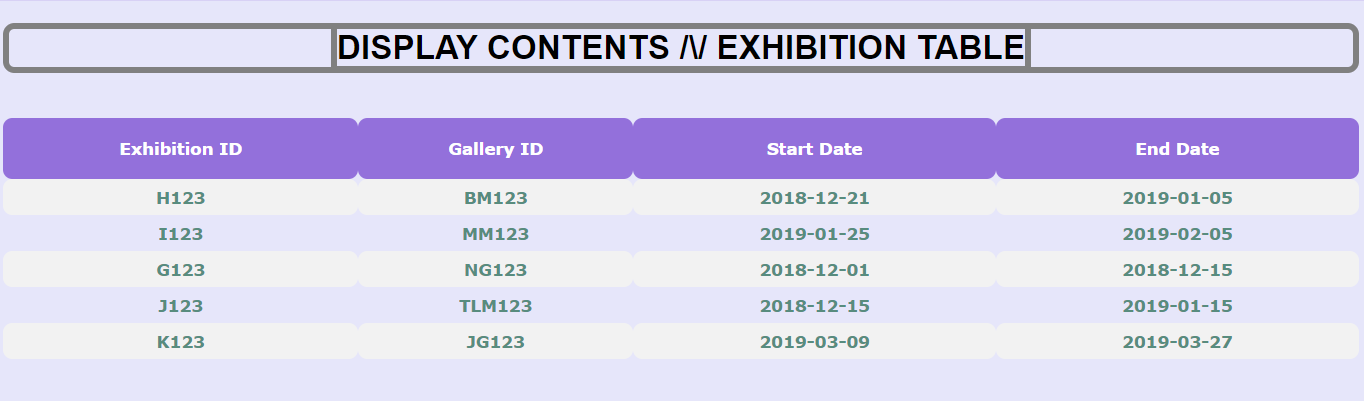 DISPLAY CONTENTS /\/ EXHIBITION TABLE
Exhibition ID Gallery ID Start Date End Date
H123 BM123 2018-12-21 2019-01-05
I123 MM123 2019-01-25 2019-02-05
G123 NG123 2018-12-01 2018-12-15
J123 TLM123 2018-12-15 2019-01-15
K123 JG123 2019-03-09 2019-03-27